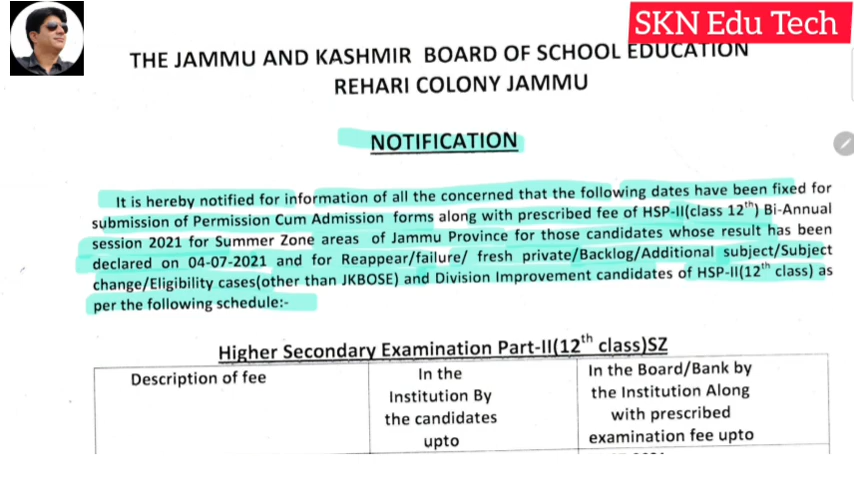 SKN Edu Tech
THE JAMMU AND KASHMIR BOARD OF SCHOOL EDUCATION
REHARI COLONY JAMMU
NOTIFICATION
It is hereby notified for information of all the concerned that the following dates have been fixed for
submission of Permission Cum Admission forms along with prescribed fee of HSP-II(class 12th) Bi-Annual
session 2021 for Summer Zone areas of Jammu Province for those candidates whose result has been
declared on 04-07-2021 and for Reappear/failure/ fresh private/Backlog/Additional subject/Subject
change/Eligibility cases(other than JKBOSE) and Division Improvement candidates of HSP-II(12th class) as
per the following schedule:-
Higher Secondary Examination Part-II(12th class)SZ
Description of fee
In the
Institution By
the candidates
upto
In the Board/Bank by
the Institution Along
with prescribed
examination fee upto